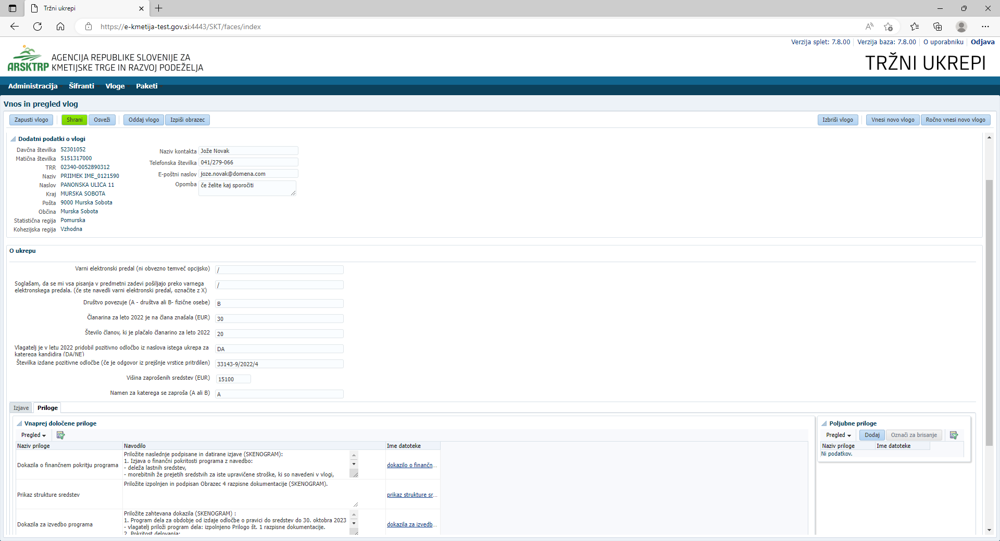 Tržni ukrepi
https://e-kmetija-test.gov.si:4443/SKT/faces/index
Verzija splet: 7.8.00
Verzija baza: 7.8.00
O uporabniku
Odjava
ARSKTRP
AGENCIJA REPUBLIKE SLOVENIJE ZA
KMETIJSKE TRGE IN RAZVOJ PODEŽELJA
TRŽNI UKREPI
Administracija
Šifranti
Vloge
Paketi
Vnos in pregled vlog
Zapusti vlogo
Shrani
Osveži
Oddaj vlogo
Izpiši obrazec
Izbriši vlogo
Vnesi novo vlogo
Ročno vnesi novo vlogo
Dodatni podatki o vlogi
Davčna številka 52301052
Matična številka 5151317000
TRR 02340-0052890312
Naziv PRIIMEK IME_0121590
Naslov PANONSKA ULICA 11
Kraj MURSKA SOBOTA
Pošta 9000 Murska Sobota
Občina Murska Sobota
Statistična regija Pomurska
Kohezijska regija Vzhodna
Naziv kontakta Jože Novak
Telefonska številka 041/279-066
E-poštni naslov joze.novak@domena.com
Opomba če želite kaj sporočiti
O ukrepu
Varni elektronski predal (ni obvezno temveč opcijsko) /
Soglašam, da se mi vsa pisanja v predmetni zadevi pošiljajo preko varnega
elektronskega predala. (če ste navedli varni elektronski predal, označite z X) /
Društvo povezuje (A - društva ali B- fizične osebe) B
Članarina za leto 2022 je na člana znašala (EUR) 30
Število članov, ki je plačalo članarino za leto 2022 20
Vlagatelj je v letu 2022 pridobil pozitivno odločbo iz naslova istega ukrepa za
katerega kandidira (DA/NE) DA
Številka izdane pozitivne odločbe (če je odgovor iz prejšnje vrstice pritrdilen) 33143-9/2022/4
Višina zaprošenih sredstev (EUR) 15100
Namen za katerega se zaproša (A ali B) A
Izjave
Priloge
Vnaprej določene priloge
Pregled
Naziv priloge
Navodilo
Ime datoteke
Dokazila o finančnem pokritju programa
Priložite naslednje podpisane in datirane izjave (SKENOGRAM):
1. Izjava o finančni pokritosti programa z navedbo:
- deleža lastnih sredstev,
- morebitnih že prejetih sredstvih za iste upravičene stroške, ki so navedeni v vlogi,
dokazilo o finančn...
Prikaz strukture sredstev
Priložite izpolnjen in podpisan Obrazec 4 razpisne dokumentacije (SKENOGRAM).
prikaz strukture sr...
Dokazila za izvedbo programa
Priložite zahtevana dokazila (SKENOGRAM) :
1. Program dela za obdobje od izdaje odločbe o pravici do sredstev do 30. oktobra 2023
- vlagatelj priloži program dela: izpolnjeno Prilogo št. 1 razpisne dokumentacije.
2. Pokritost delovanja:
dokazila za izvedb...
Poljubne priloge
Pregled
Dodaj
Označi za brisanje
Naziv priloge
Ime datoteke
Ni podatkov.